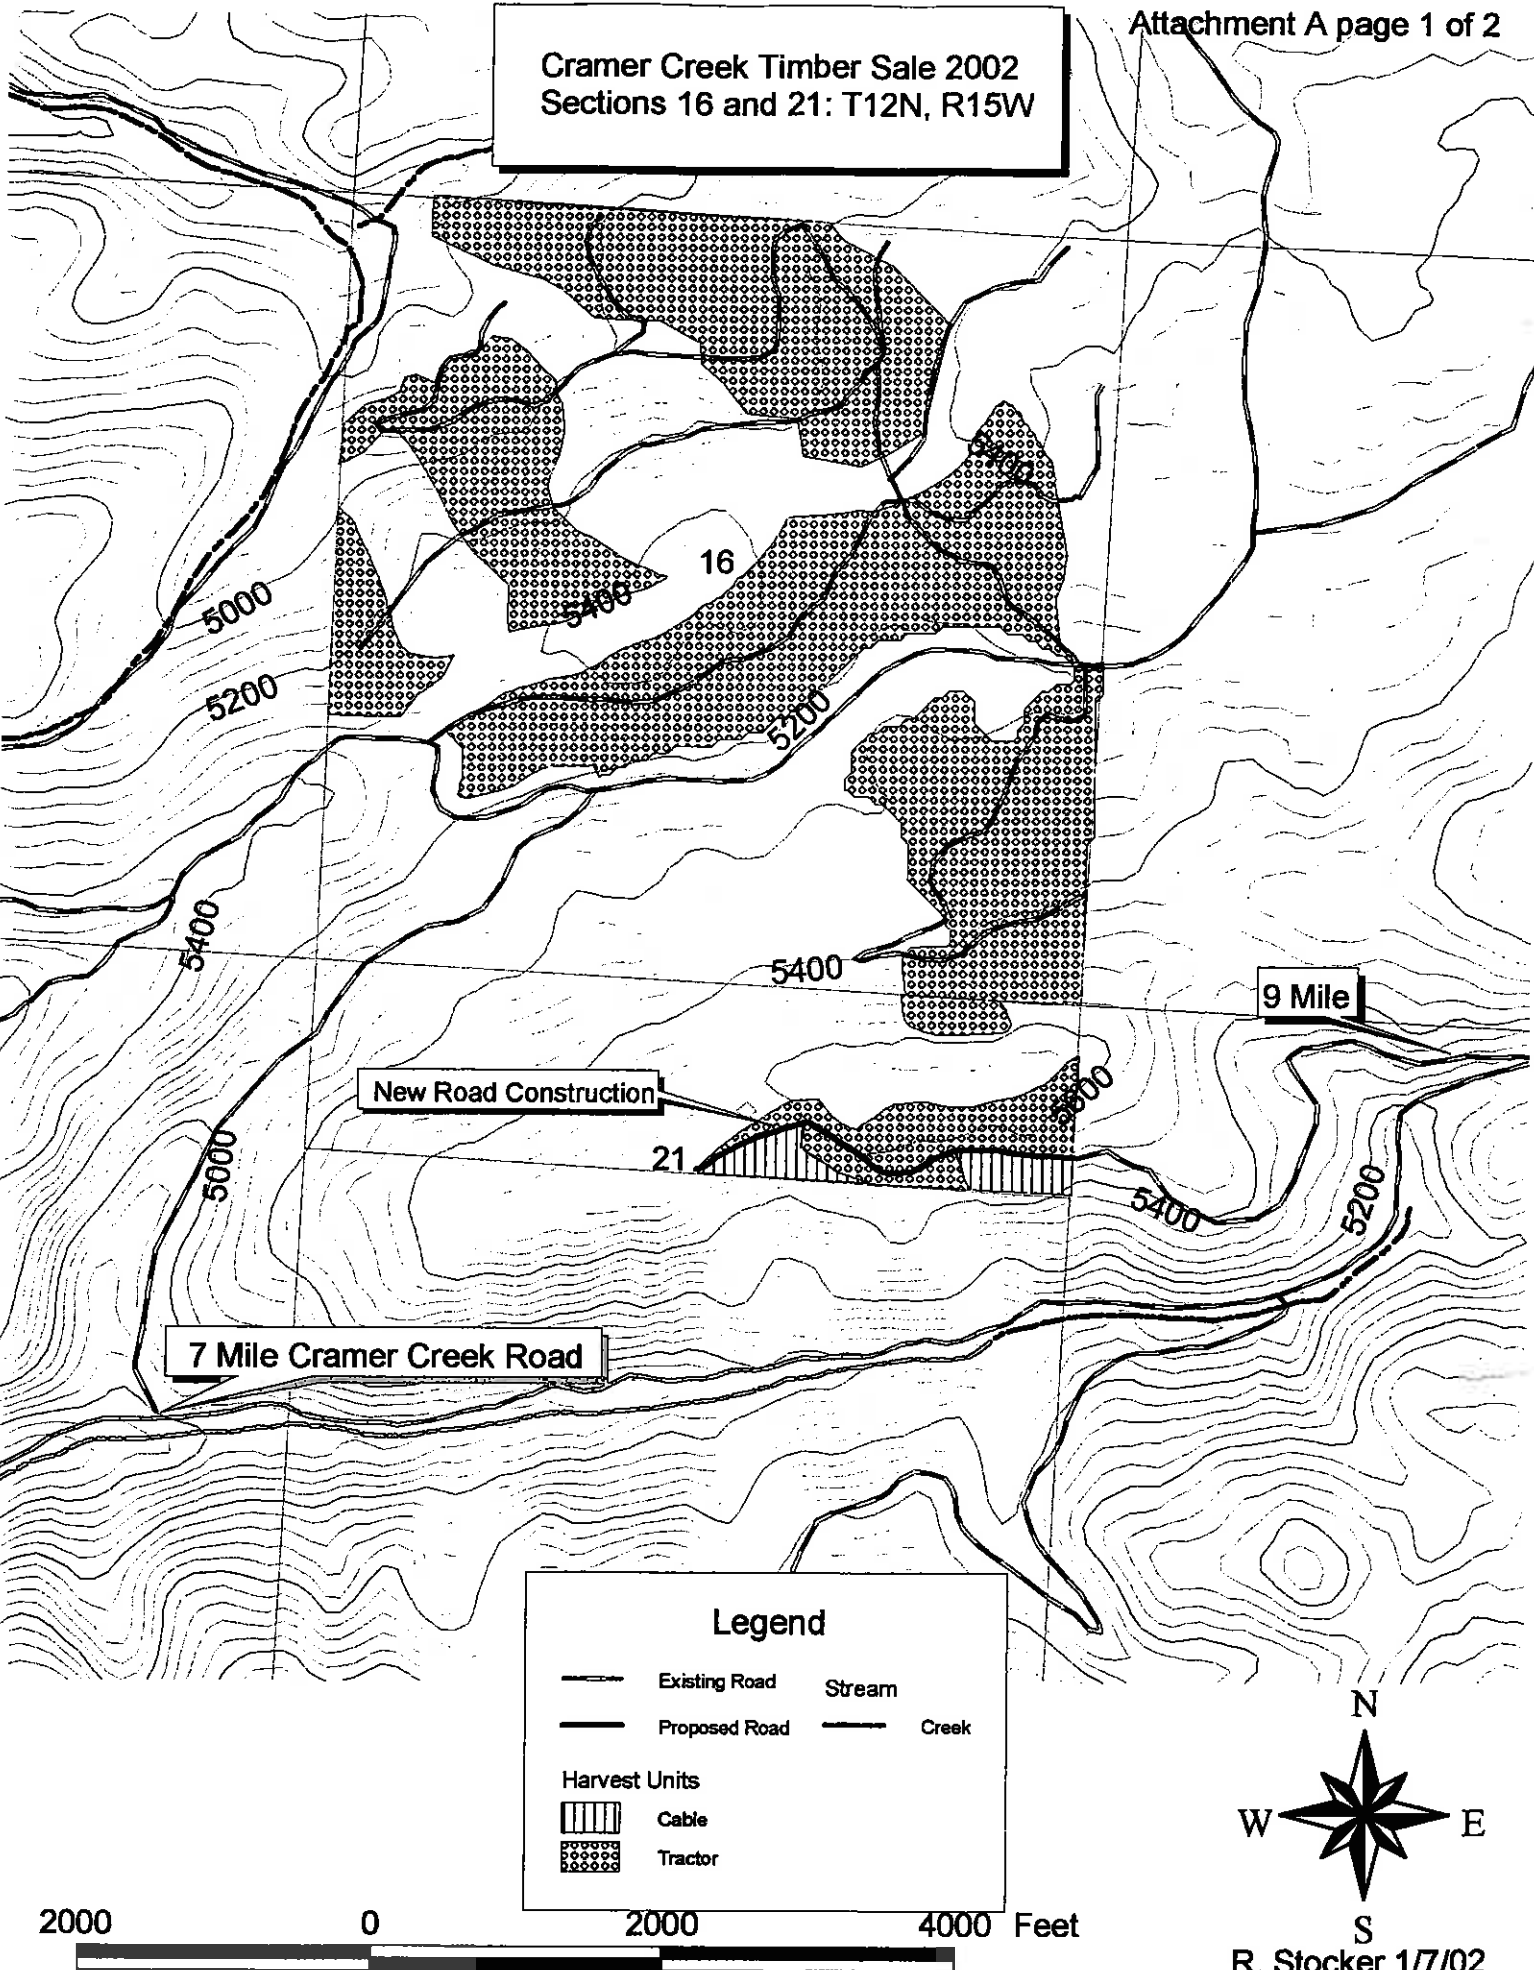 Attachment A page 1 of 2
Cramer Creek Timber Sale 2002
Sections 16 and 21: T12N, R15W
5400
16
5000
5400
5200
5200
5400
5400
9 Mile
New Road Construction
5600
21
5000
5400
5200
7 Mile Cramer Creek Road
Legend
Existing Road
Stream
Proposed Road
Creek
Harvest Units
Cable
Tractor
N
W
E
S
2000
0
2000
4000 Feet
R. Stocker 1/7/02